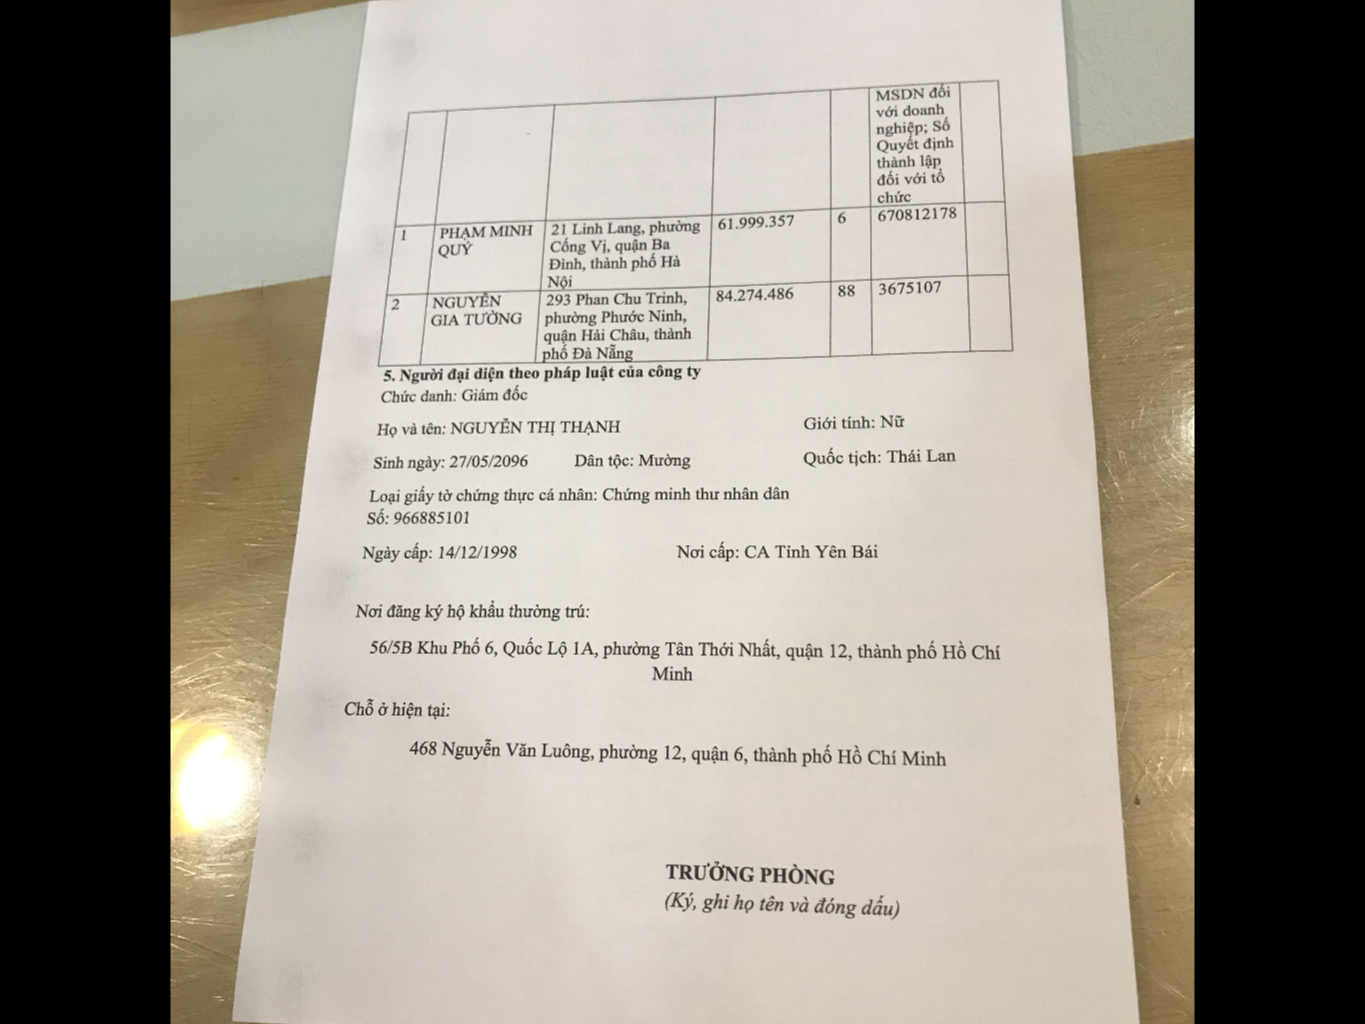 MSDN đối
với doanh
nghiệp; Số
Quyết định
thành lập
đối với tổ
chức
1 PHẠM MINH QUÝ 21 Linh Lang, phường Cống Vị, quận Ba Đình, thành phố Hà Nội 61.999.357 6 670812178
2 NGUYỄN GIA TƯỜNG 293 Phan Chu Trinh, phường Phước Ninh, quận Hải Châu, thành phố Đà Nẵng 84.274.486 88 3675107
5. Người đại diện theo pháp luật của công ty
Chức danh: Giám đốc
Họ và tên: NGUYỄN THỊ THẠNH Giới tính: Nữ
Sinh ngày: 27/05/2096 Dân tộc: Mường Quốc tịch: Thái Lan
Loại giấy tờ chứng thực cá nhân: Chứng minh thư nhân dân
Số: 966885101
Ngày cấp: 14/12/1998 Nơi cấp: CA Tỉnh Yên Bái
Nơi đăng ký hộ khẩu thường trú:
56/5B Khu Phố 6, Quốc Lộ 1A, phường Tân Thới Nhất, quận 12, thành phố Hồ Chí
Minh
Chỗ ở hiện tại:
468 Nguyễn Văn Luông, phường 12, quận 6, thành phố Hồ Chí Minh
TRƯỞNG PHÒNG
(Ký, ghi họ tên và đóng dấu)